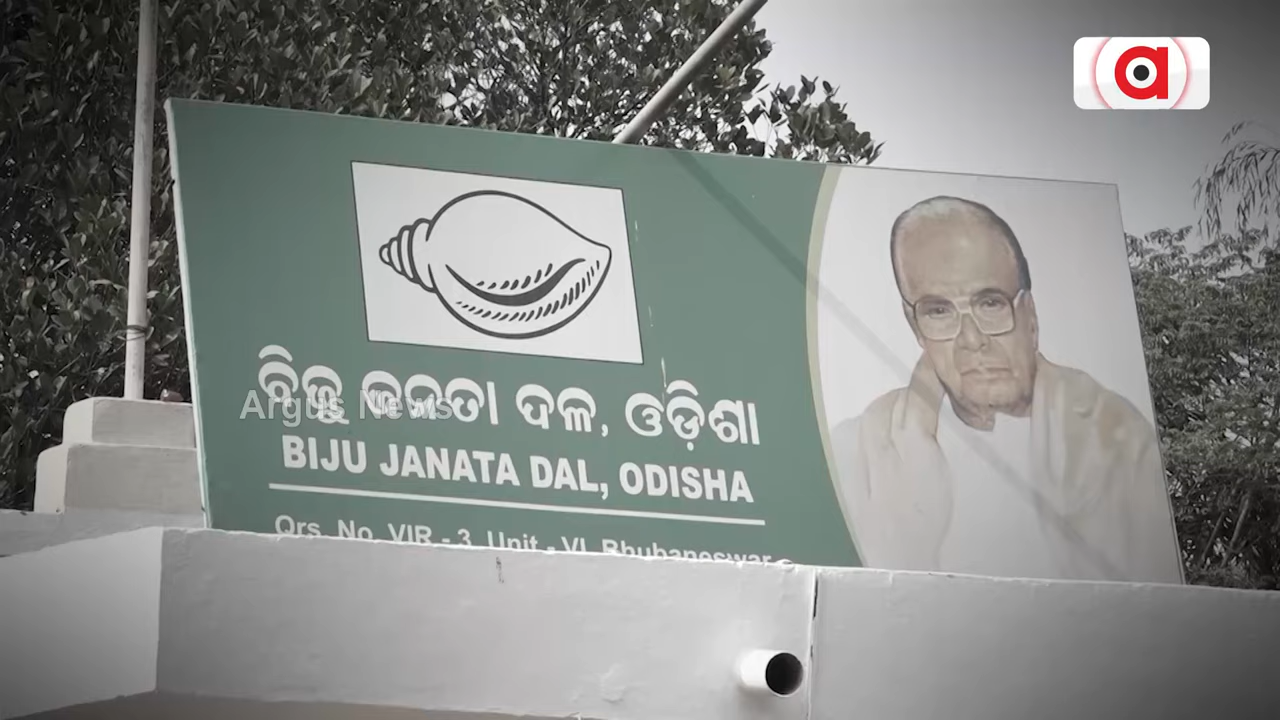 ବିଜୁ ଜନତା ଦଳ, ଓଡ଼ିଶା
Argus News
BIJU JANATA DAL, ODISHA
Qrs. No. VIR - 3, Unit - VI, Bhubaneswar